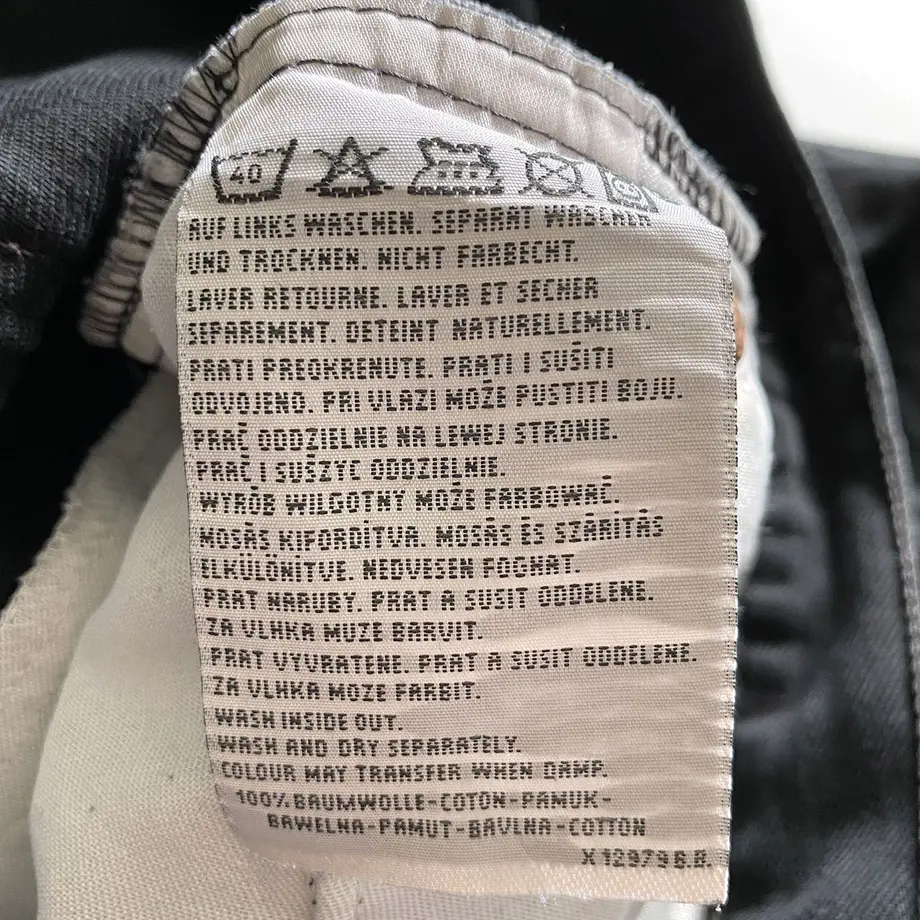 40
AUF LINKS WASCHEN. SEPARAT WASCHEN
UND TROCKNEN. NICHT FARBECHT.
LAVER RETOURNE. LAVER ET SECHER
SEPAREMENT. DETEINT NATURELLEMENT.
PRATI PREOKRENUTE. PRATI I SUŠITI
ODVOJENO. PRI VLAZI MOŽE PUSTITI BOJU.
PRAĆ ODDZIELNIE NA LEWEJ STRONIE.
PRAĆ I SUĖZYC ODDZIELNIE.
WYRÓB WILGOTNY MOŻE FARBOWAĆ.
MOSÁS KIFORDÍTVA. MOSÁS ÉS SZÁRÍTÁS
ELKÜLÖNÍTVE. NEDVESEN FOGHAT.
PRAT NARUBY. PRAT A SUSIT ODDELENE.
ZA VLHKA MUZE BARVIT.
PRAT VYVRATENE. PRAT A SUSIT ODDELENE.
ZA VLHKA MOZE FARBIT.
WASH INSIDE OUT.
WASH AND DRY SEPARATELY.
COLOUR MAY TRANSFER WHEN DAMP.
100% BAUMWOLLE-COTON-PAMUK-
BAWELNA-PAMUT-BAVLNA-COTTON
X12979 B.R.